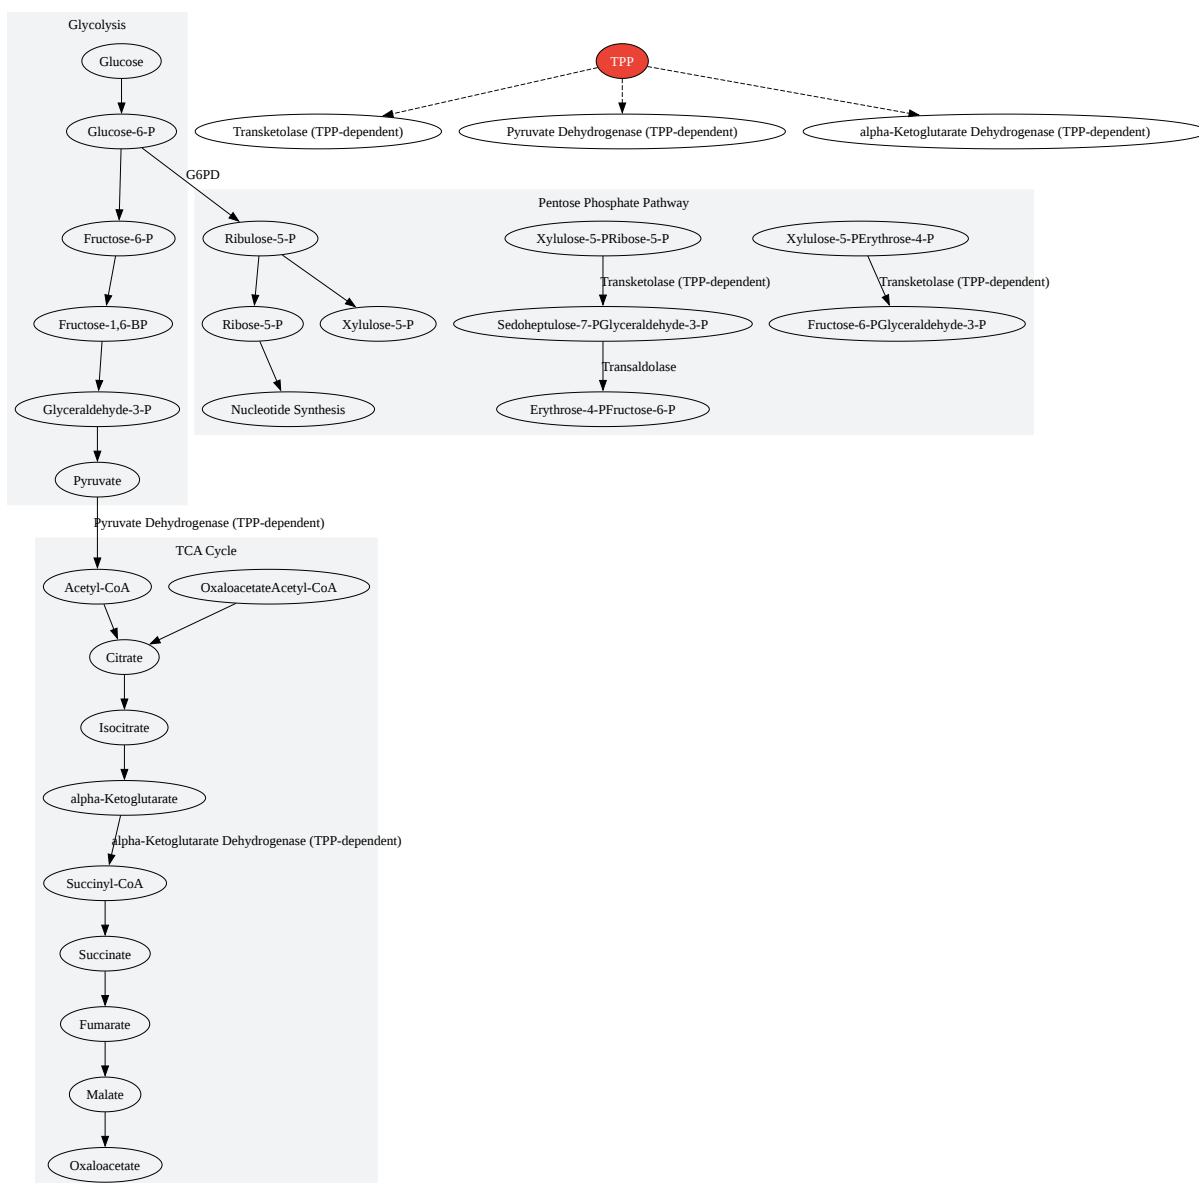 Glycolysis
Glucose
TPP
Glucose-6-P
Transketolase (TPP-dependent)
Pyruvate Dehydrogenase (TPP-dependent)
alpha-Ketoglutarate Dehydrogenase (TPP-dependent)
G6PD
Pentose Phosphate Pathway
Fructose-6-P
Ribulose-5-P
Xylulose-5-PRibose-5-P
Xylulose-5-PErythrose-4-P
Transketolase (TPP-dependent)
Transketolase (TPP-dependent)
Fructose-1,6-BP
Ribose-5-P
Xylulose-5-P
Sedoheptulose-7-PGlyceraldehyde-3-P
Fructose-6-PGlyceraldehyde-3-P
Transaldolase
Glyceraldehyde-3-P
Nucleotide Synthesis
Erythrose-4-PFructose-6-P
Pyruvate
Pyruvate Dehydrogenase (TPP-dependent)
TCA Cycle
Acetyl-CoA
OxaloacetateAcetyl-CoA
Citrate
Isocitrate
alpha-Ketoglutarate
alpha-Ketoglutarate Dehydrogenase (TPP-dependent)
Succinyl-CoA
Succinate
Fumarate
Malate
Oxaloacetate